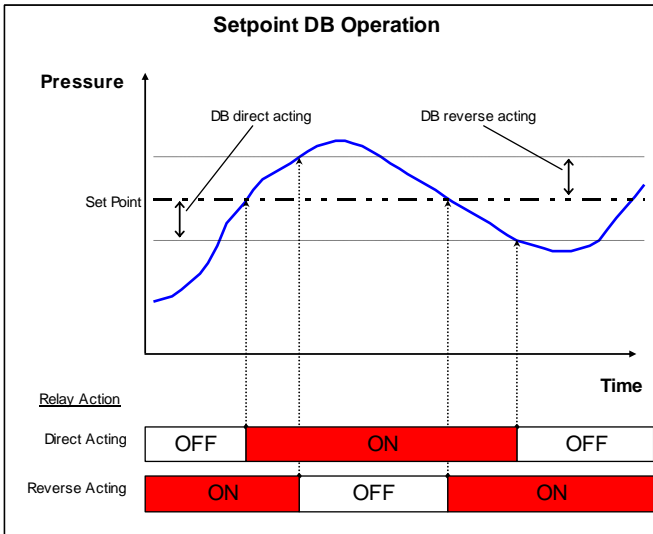 Setpoint DB Operation
Pressure
DB direct acting
DB reverse acting
Set Point
Time
Relay Action
Direct Acting
OFF
ON
OFF
Reverse Acting
ON
OFF
ON